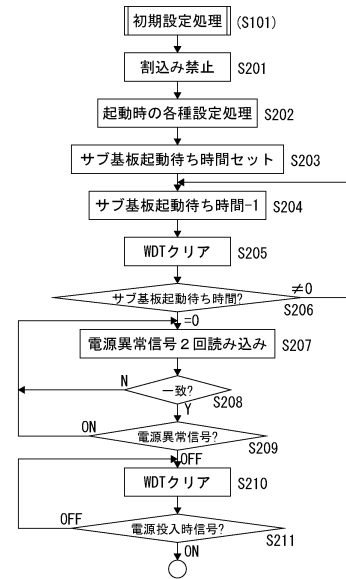 初期設定処理 (S101)
割込み禁止 S201
起動時の各種設定処理 S202
サブ基板起動待ち時間セット S203
サブ基板起動待ち時間-1 S204
WDTクリア S205
サブ基板起動待ち時間? ≠0 S206
=0
電源異常信号２回読み込み S207
N 一致? S208
Y
ON 電源異常信号? S209
OFF
WDTクリア S210
OFF 電源投入時信号? S211
ON